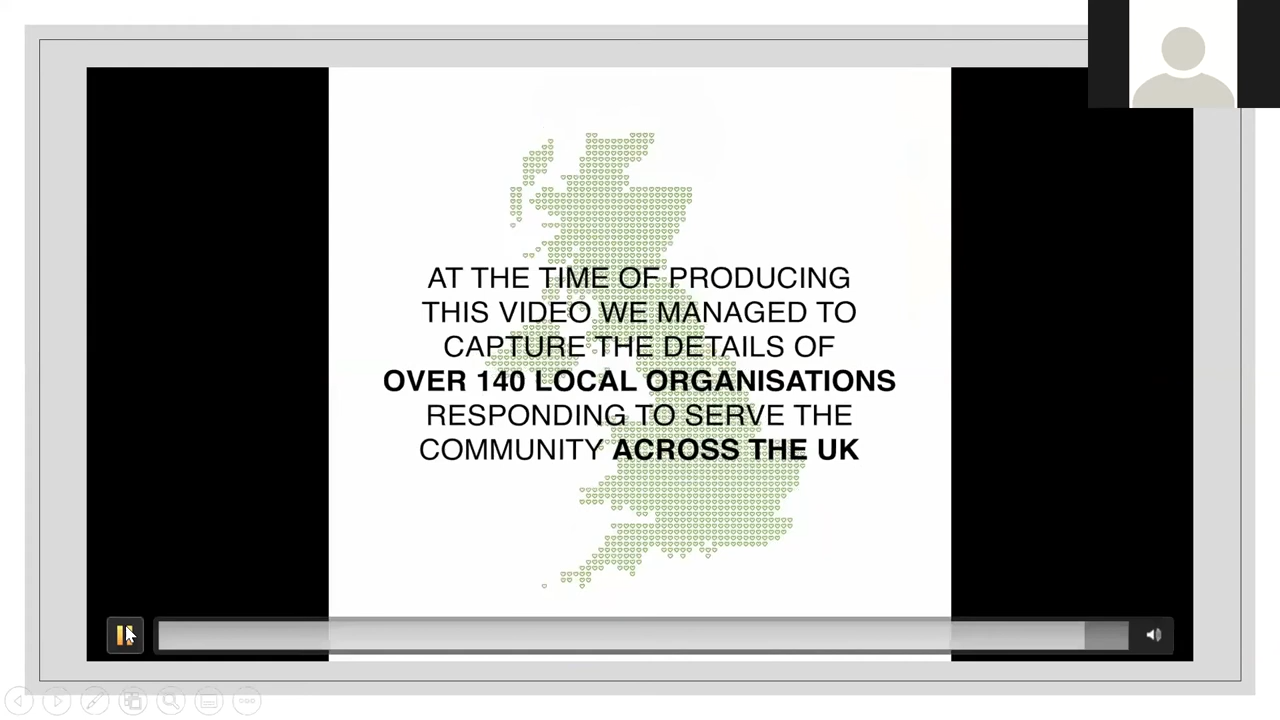 AT THE TIME OF PRODUCING
THIS VIDEO WE MANAGED TO
CAPTURE THE DETAILS OF
OVER 140 LOCAL ORGANISATIONS
RESPONDING TO SERVE THE
COMMUNITY ACROSS THE UK